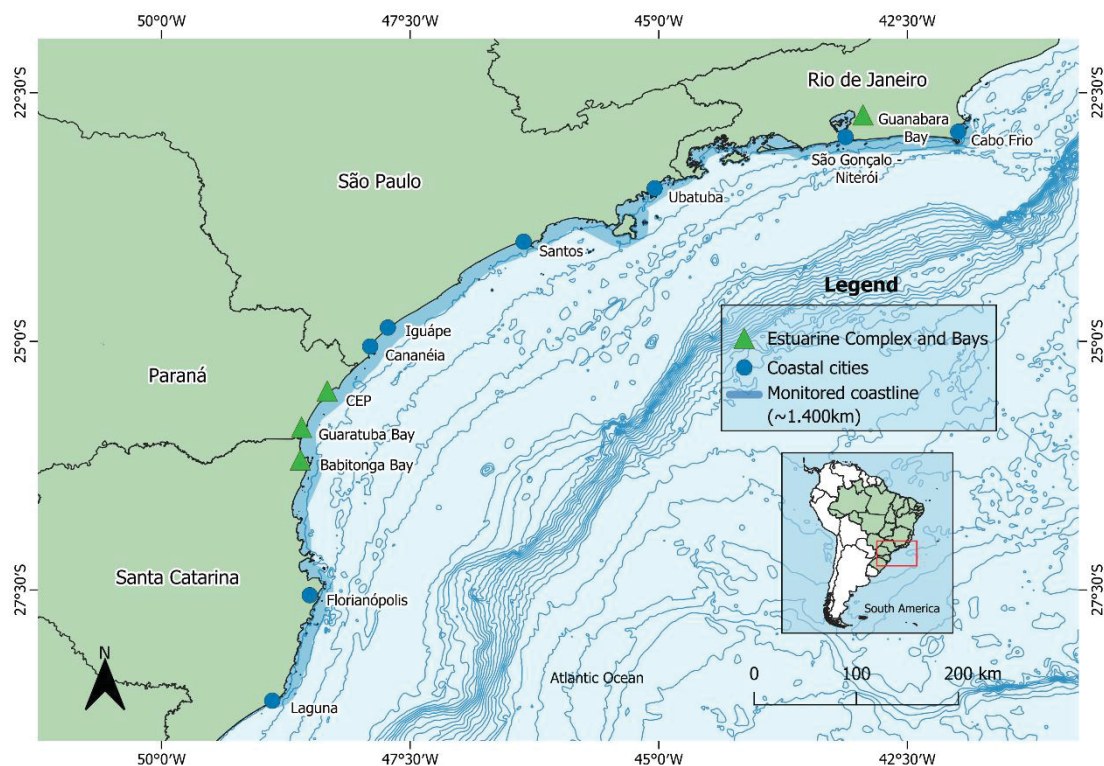 50°0'W 47°30'W 45°0'W 42°30'W
22°30'S 22°30'S
Rio de Janeiro
Guanabara
Bay
Cabo Frio
São Gonçalo -
Niterói
São Paulo
Ubatuba
Santos
Legend
Estuarine Complex and Bays
Coastal cities
Monitored coastline
(~1.400km)
Iguápe
25°0'S 25°0'S
Cananéia
Paraná
CEP
Guaratuba Bay
Babitonga Bay
Santa Catarina
Florianópolis
27°30'S 27°30'S
South America
N
Atlantic Ocean
0 100 200 km
Laguna
50°0'W 47°30'W 45°0'W 42°30'W